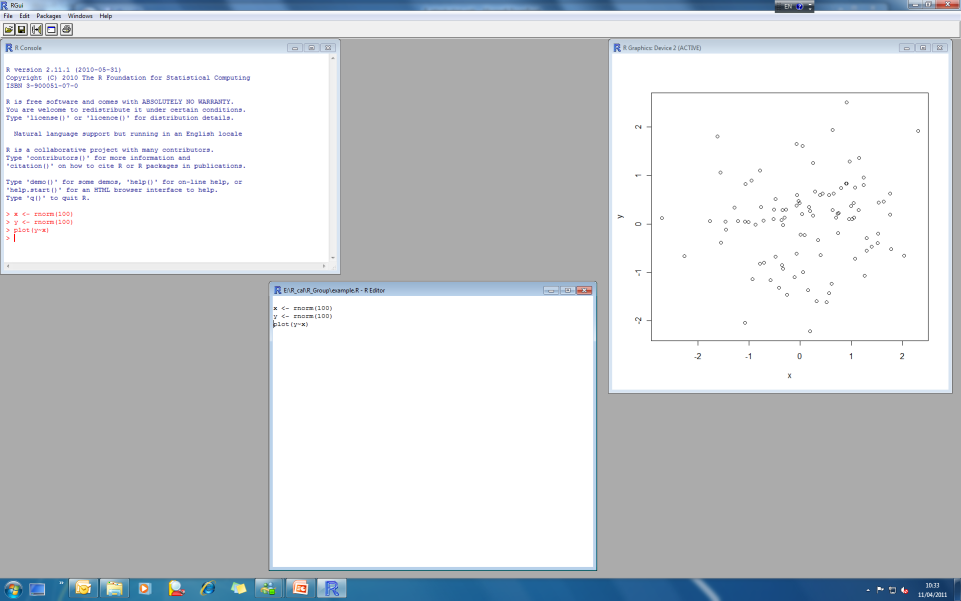 RGui
EN
File Edit Packages Windows Help
R Console
R version 2.11.1 (2010-05-31)
Copyright (C) 2010 The R Foundation for Statistical Computing
ISBN 3-900051-07-0
R is free software and comes with ABSOLUTELY NO WARRANTY.
You are welcome to redistribute it under certain conditions.
Type 'license()' or 'licence()' for distribution details.
Natural language support but running in an English locale
R is a collaborative project with many contributors.
Type 'contributors()' for more information and
'citation()' on how to cite R or R packages in publications.
Type 'demo()' for some demos, 'help()' for on-line help, or
'help.start()' for an HTML browser interface to help.
Type 'q()' to quit R.
> x <- rnorm(100)
> y <- rnorm(100)
> plot(y~x)
>
R Graphics: Device 2 (ACTIVE)
2
1
0
-1
-2
y
-2 -1 0 1 2
x
E:\R_cal\R_Group\example.R - R Editor
x <- rnorm(100)
y <- rnorm(100)
plot(y~x)
10:33
11/04/2011